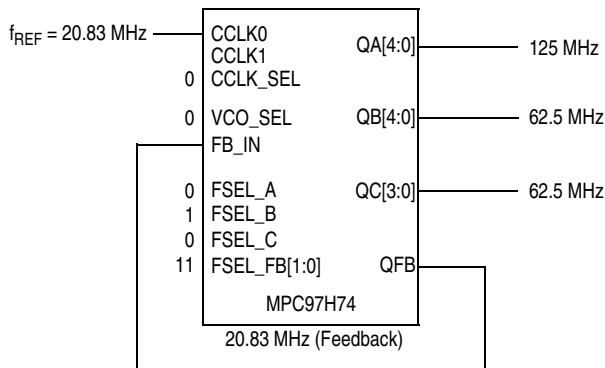 fREF = 20.83 MHz
CCLK0
CCLK1
0 CCLK_SEL
0 VCO_SEL
FB_IN
0 FSEL_A
1 FSEL_B
0 FSEL_C
11 FSEL_FB[1:0]
QA[4:0] 125 MHz
QB[4:0] 62.5 MHz
QC[3:0] 62.5 MHz
QFB
MPC97H74
20.83 MHz (Feedback)